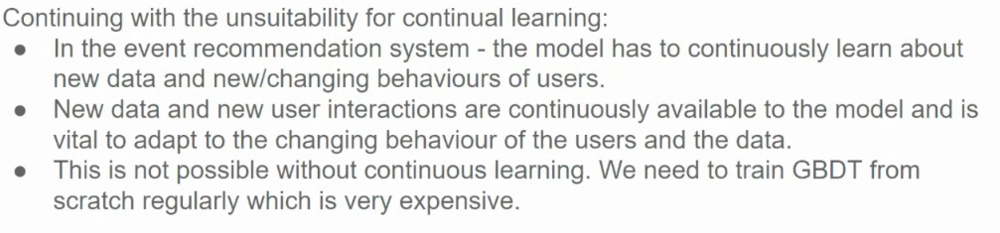 Continuing with the unsuitability for continual learning:
● In the event recommendation system - the model has to continuously learn about
new data and new/changing behaviours of users.
● New data and new user interactions are continuously available to the model and is
vital to adapt to the changing behaviour of the users and the data.
● This is not possible without continuous learning. We need to train GBDT from
scratch regularly which is very expensive.